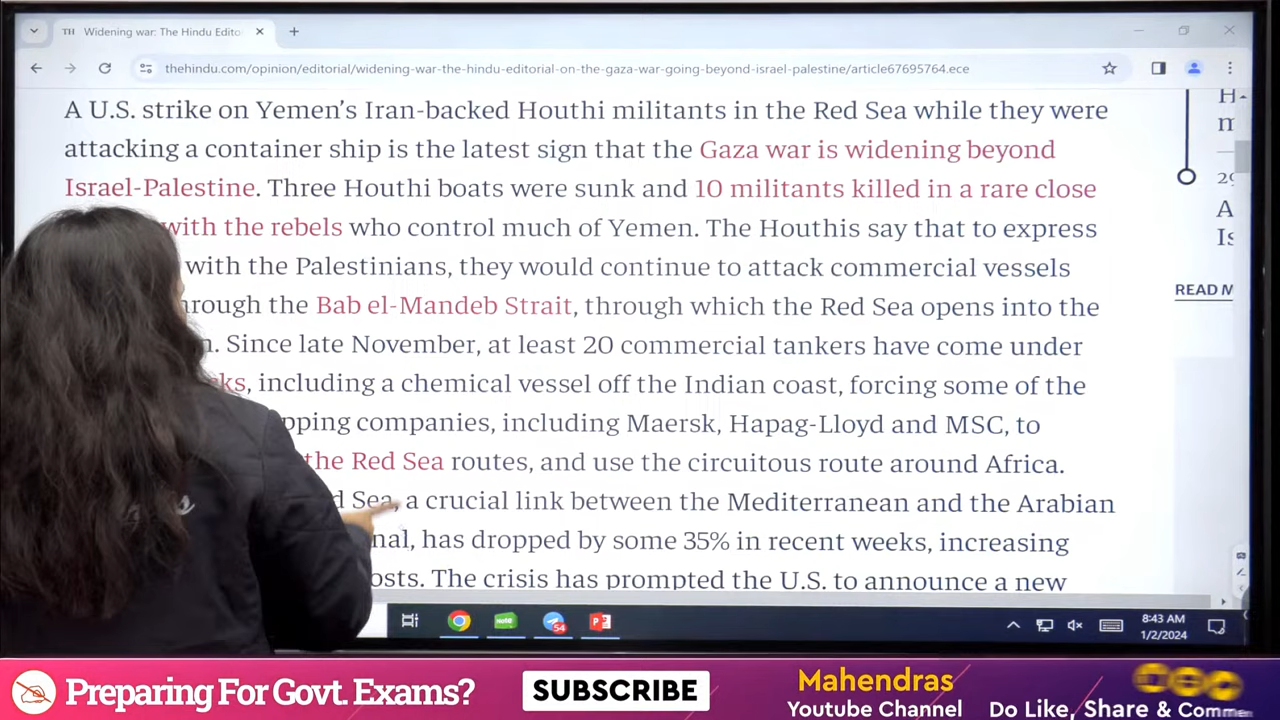 TH Widening war: The Hindu Edito
thehindu.com/opinion/editorial/widening-war-the-hindu-editorial-on-the-gaza-war-going-beyond-israel-palestine/article67695764.ece
A U.S. strike on Yemen's Iran-backed Houthi militants in the Red Sea while they were
attacking a container ship is the latest sign that the Gaza war is widening beyond
Israel-Palestine. Three Houthi boats were sunk and 10 militants killed in a rare close
with the rebels who control much of Yemen. The Houthis say that to express
with the Palestinians, they would continue to attack commercial vessels
hrough the Bab el-Mandeb Strait, through which the Red Sea opens into the
n. Since late November, at least 20 commercial tankers have come under
ks, including a chemical vessel off the Indian coast, forcing some of the
pping companies, including Maersk, Hapag-Lloyd and MSC, to
the Red Sea routes, and use the circuitous route around Africa.
d Sea, a crucial link between the Mediterranean and the Arabian
nal, has dropped by some 35% in recent weeks, increasing
osts. The crisis has prompted the U.S. to announce a new
H
m
29
A
Is
READ M
note
54
8:43 AM
1/2/2024
Preparing For Govt. Exams?
SUBSCRIBE
Mahendras
Youtube Channel
Do Like, Share & Comme